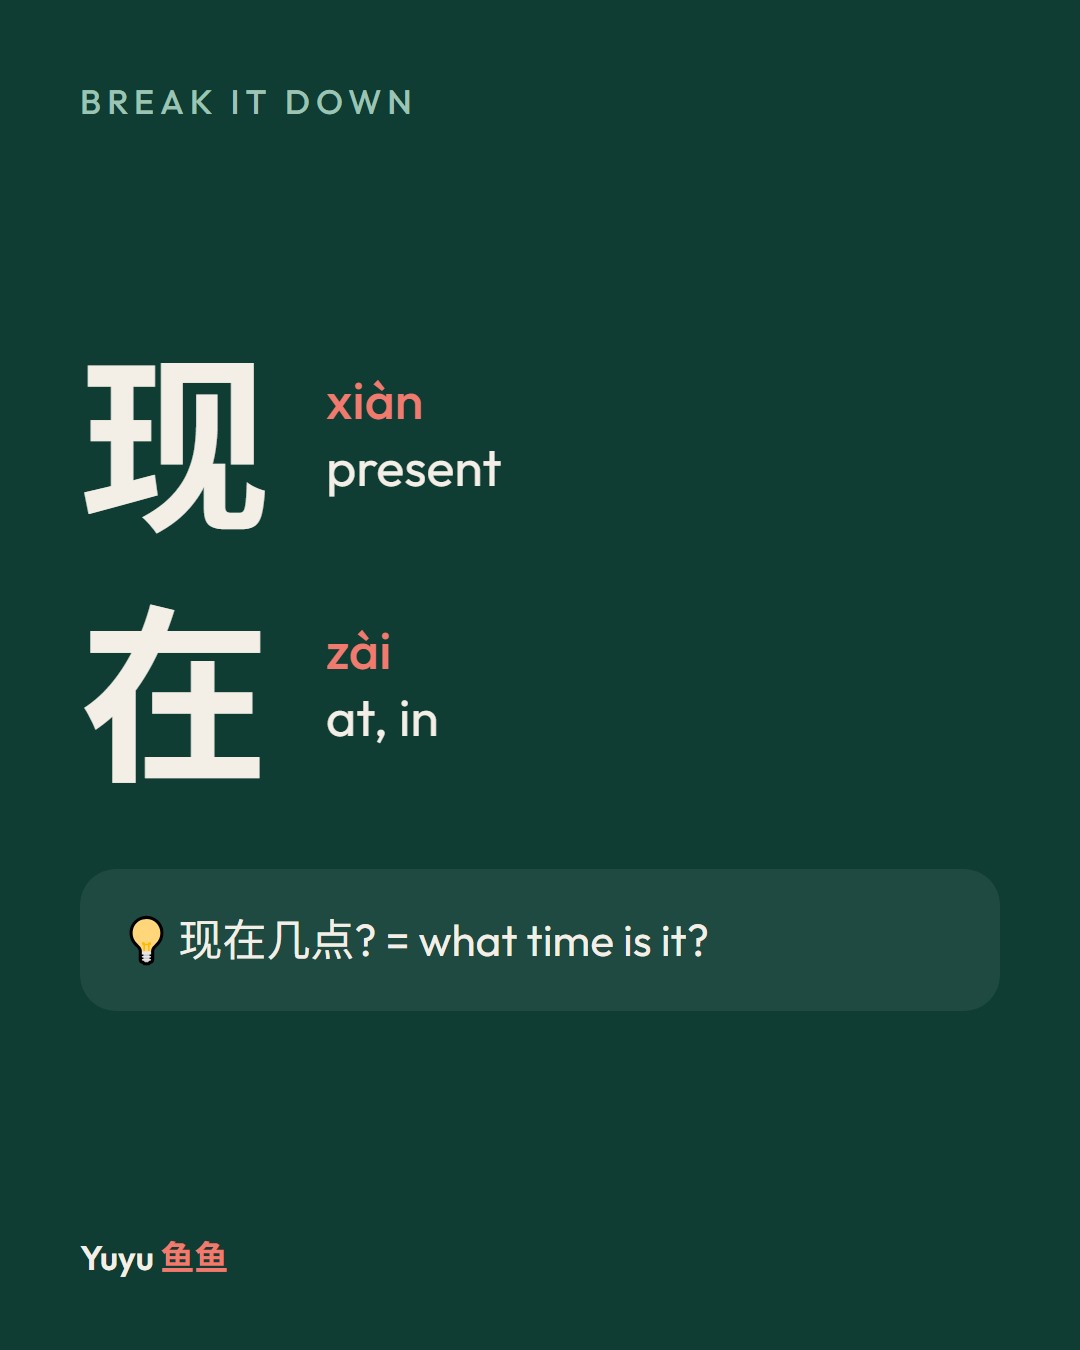 BREAK IT DOWN
现
xiàn
present
在
zài
at, in
💡 现在几点? = what time is it?
Yuyu 鱼鱼